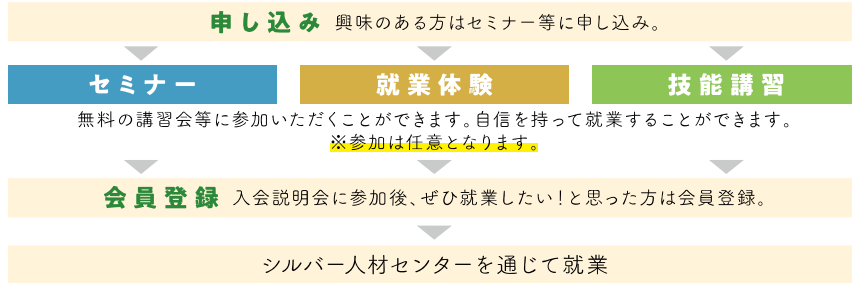 申し込み 興味のある方はセミナー等に申し込み。
セミナー 就業体験 技能講習
無料の講習会等に参加いただくことができます。自信を持って就業することができます。
※参加は任意となります。
会員登録 入会説明会に参加後、ぜひ就業したい！と思った方は会員登録。
シルバー人材センターを通じて就業